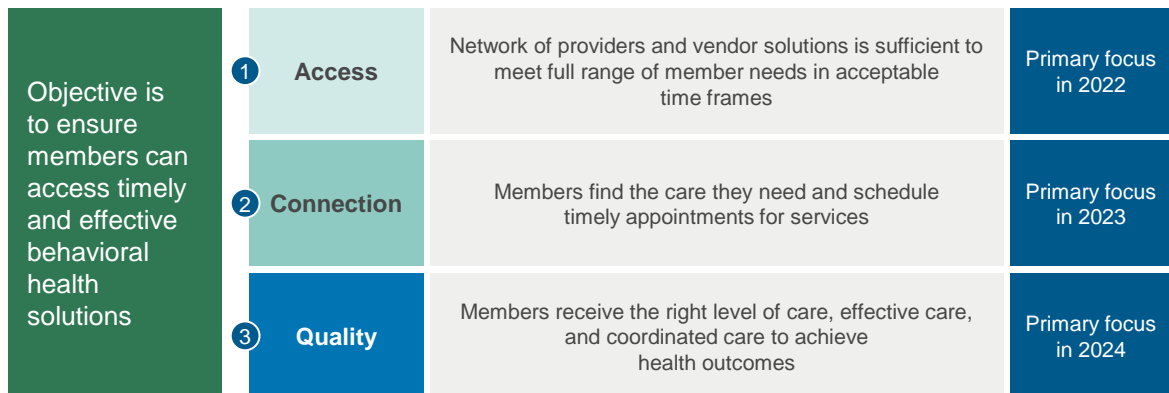 Objective is
to ensure
members can
access timely
and effective
behavioral
health
solutions
1
Access
Network of providers and vendor solutions is sufficient to
meet full range of member needs in acceptable
time frames
Primary focus
in 2022
2
Connection
Members find the care they need and schedule
timely appointments for services
Primary focus
in 2023
3
Quality
Members receive the right level of care, effective care,
and coordinated care to achieve
health outcomes
Primary focus
in 2024